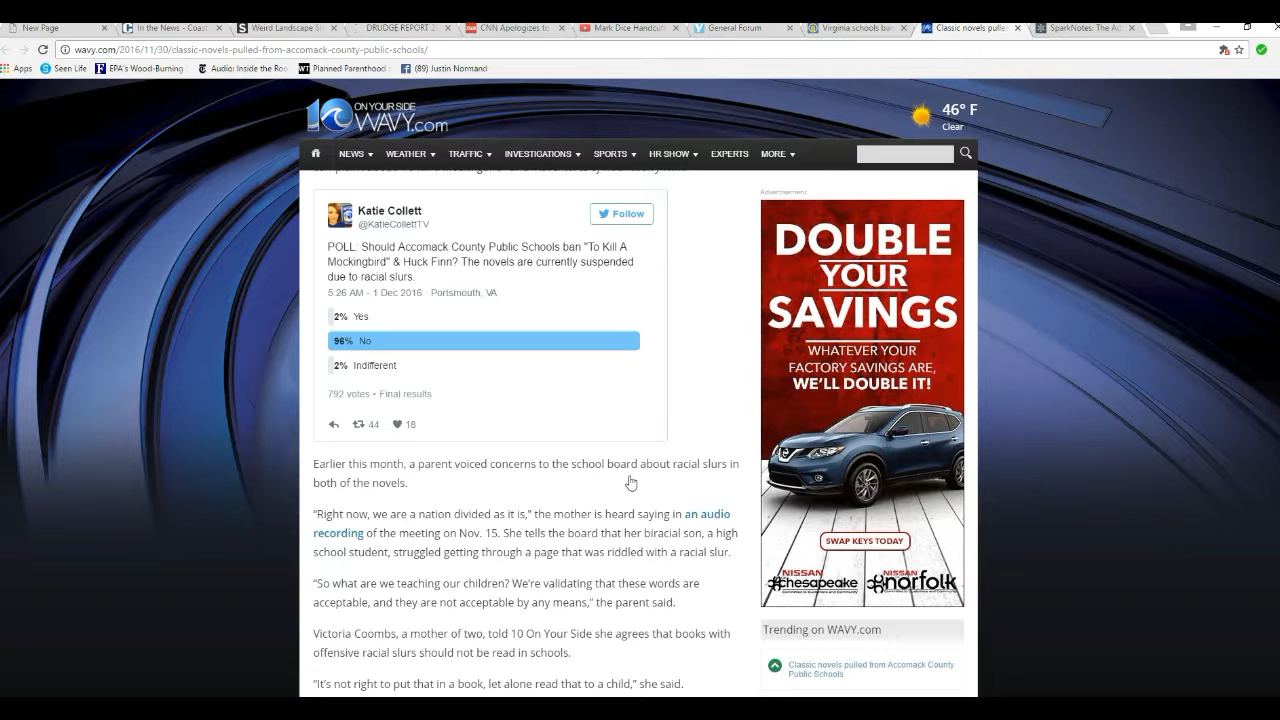 New Page
In the News - Coast
Weird Landscape Sh
DRUDGE REPORT 2
CNN Apologizes to
Mark Dice Handcuff
General Forum
Virginia schools ban
Classic novels pulle
SparkNotes: The Ad
wavy.com/2016/11/30/classic-novels-pulled-from-accomack-county-public-schools/
Apps
Seen Life
EPA's Wood-Burning
Audio: Inside the Roo
Planned Parenthood
(89) Justin Normand
10 ON YOUR SIDE
WAVY.com
46° F
Clear
NEWS
WEATHER
TRAFFIC
INVESTIGATIONS
SPORTS
HR SHOW
EXPERTS
MORE
Katie Collett
@KatieCollettTV
Follow
POLL: Should Accomack County Public Schools ban "To Kill A
Mockingbird" & Huck Finn? The novels are currently suspended
due to racial slurs.
5:26 AM - 1 Dec 2016 · Portsmouth, VA
2% Yes
96% No
2% Indifferent
792 votes • Final results
44
18
Earlier this month, a parent voiced concerns to the school board about racial slurs in
both of the novels.
“Right now, we are a nation divided as it is,” the mother is heard saying in an audio
recording of the meeting on Nov. 15. She tells the board that her biracial son, a high
school student, struggled getting through a page that was riddled with a racial slur.
“So what are we teaching our children? We’re validating that these words are
acceptable, and they are not acceptable by any means,” the parent said.
Victoria Coombs, a mother of two, told 10 On Your Side she agrees that books with
offensive racial slurs should not be read in schools.
“It’s not right to put that in a book, let alone read that to a child,” she said.
Advertisement
DOUBLE
YOUR
SAVINGS
WHATEVER YOUR
FACTORY SAVINGS ARE,
WE'LL DOUBLE IT!
SWAP KEYS TODAY
NISSAN
chesapeake
NISSAN
norfolk
Trending on WAVY.com
Classic novels pulled from Accomack County
Public Schools